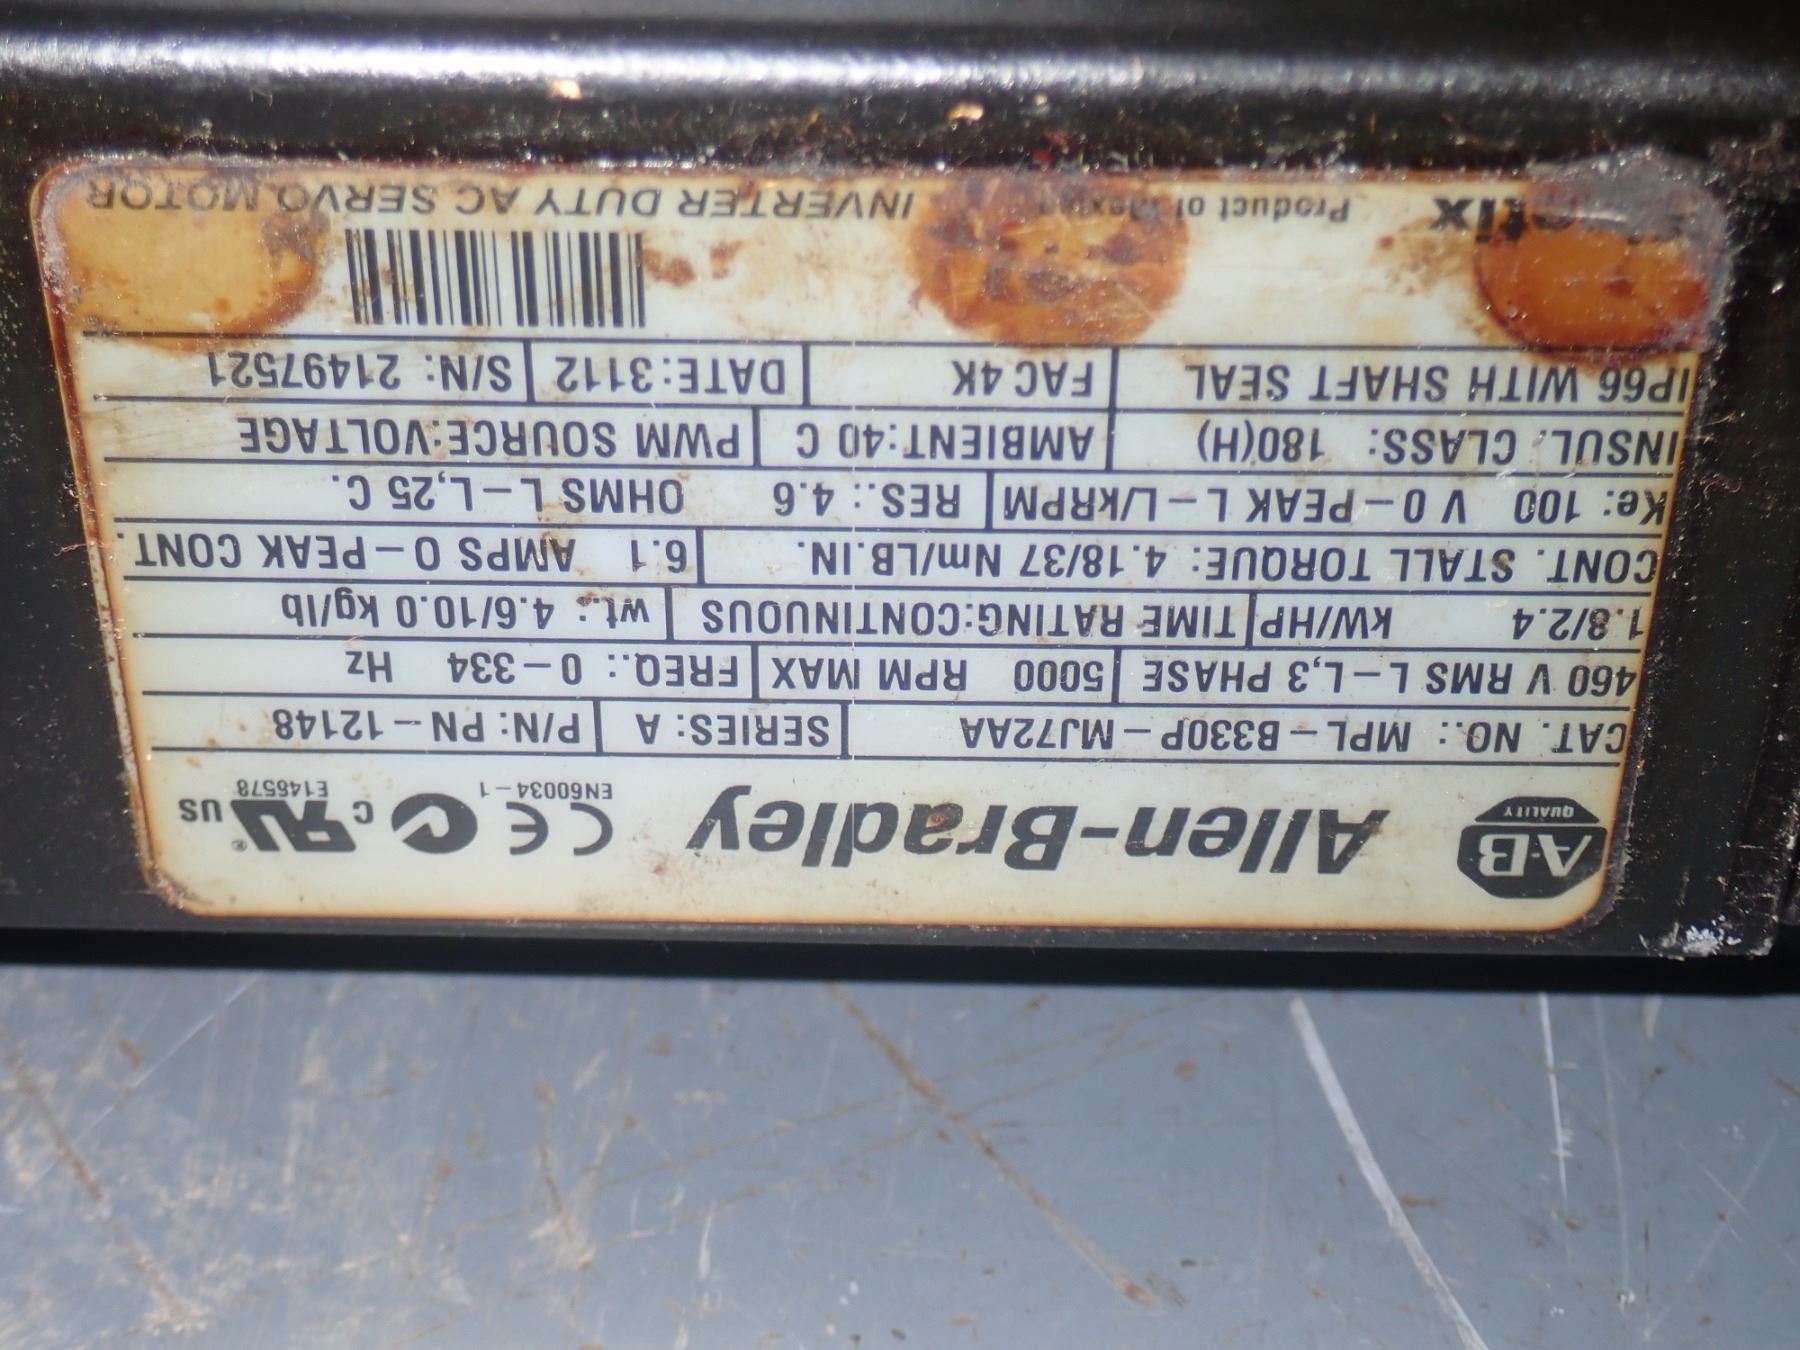 A-B QUALITY Allen-Bradley CE EN60034-1 c RU US ® E146578
CAT. NO.: MPL-B330P-MJ72AA SERIES: A P/N: PN-12148
460 V RMS L-L,3 PHASE 5000 RPM MAX FREQ.: 0-334 Hz
1.8/2.4 kW/HP TIME RATING:CONTINUOUS wt.: 4.6/10.0 kg/lb
CONT. STALL TORQUE: 4.18/37 Nm/LB.IN. 6.1 AMPS 0-PEAK CONT.
Ke: 100 V 0-PEAK L-L/KRPM RES.: 4.6 OHMS L-L,25 C.
INSUL. CLASS: 180(H) AMBIENT:40 C PWM SOURCE:VOLTAGE
IP66 WITH SHAFT SEAL FAC 4K DATE:3112 S/N: 21497521
Product of Mexico INVERTER DUTY AC SERVO MOTOR